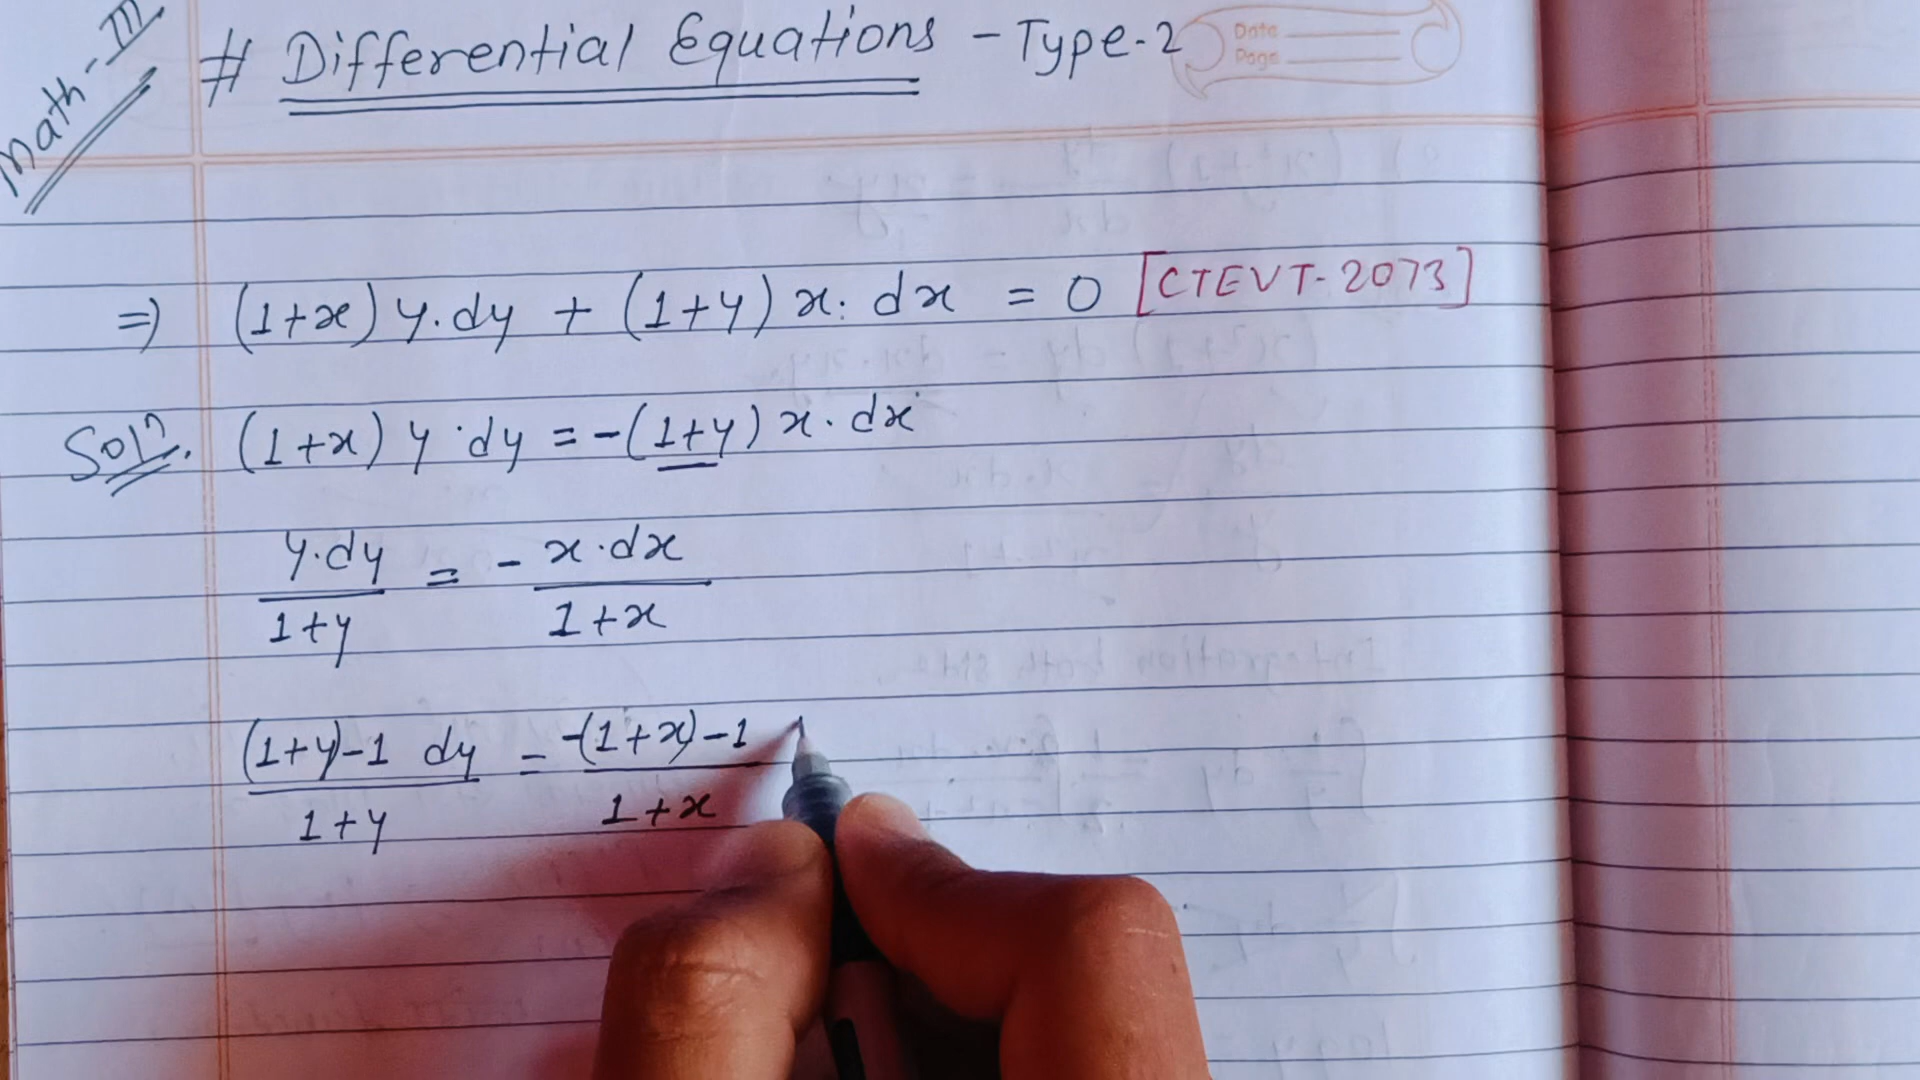 Math-III
# Differential Equations - Type-2
Date
Page
=) (1+x) y.dy + (1+y) x. dx = 0 [CTEVT-2073]
Solⁿ. (1+x) y .dy = -(1+y) x. dx
y.dy/1+y = - x.dx/1+x
(1+y)-1 dy/1+y = -(1+x)-1/1+x